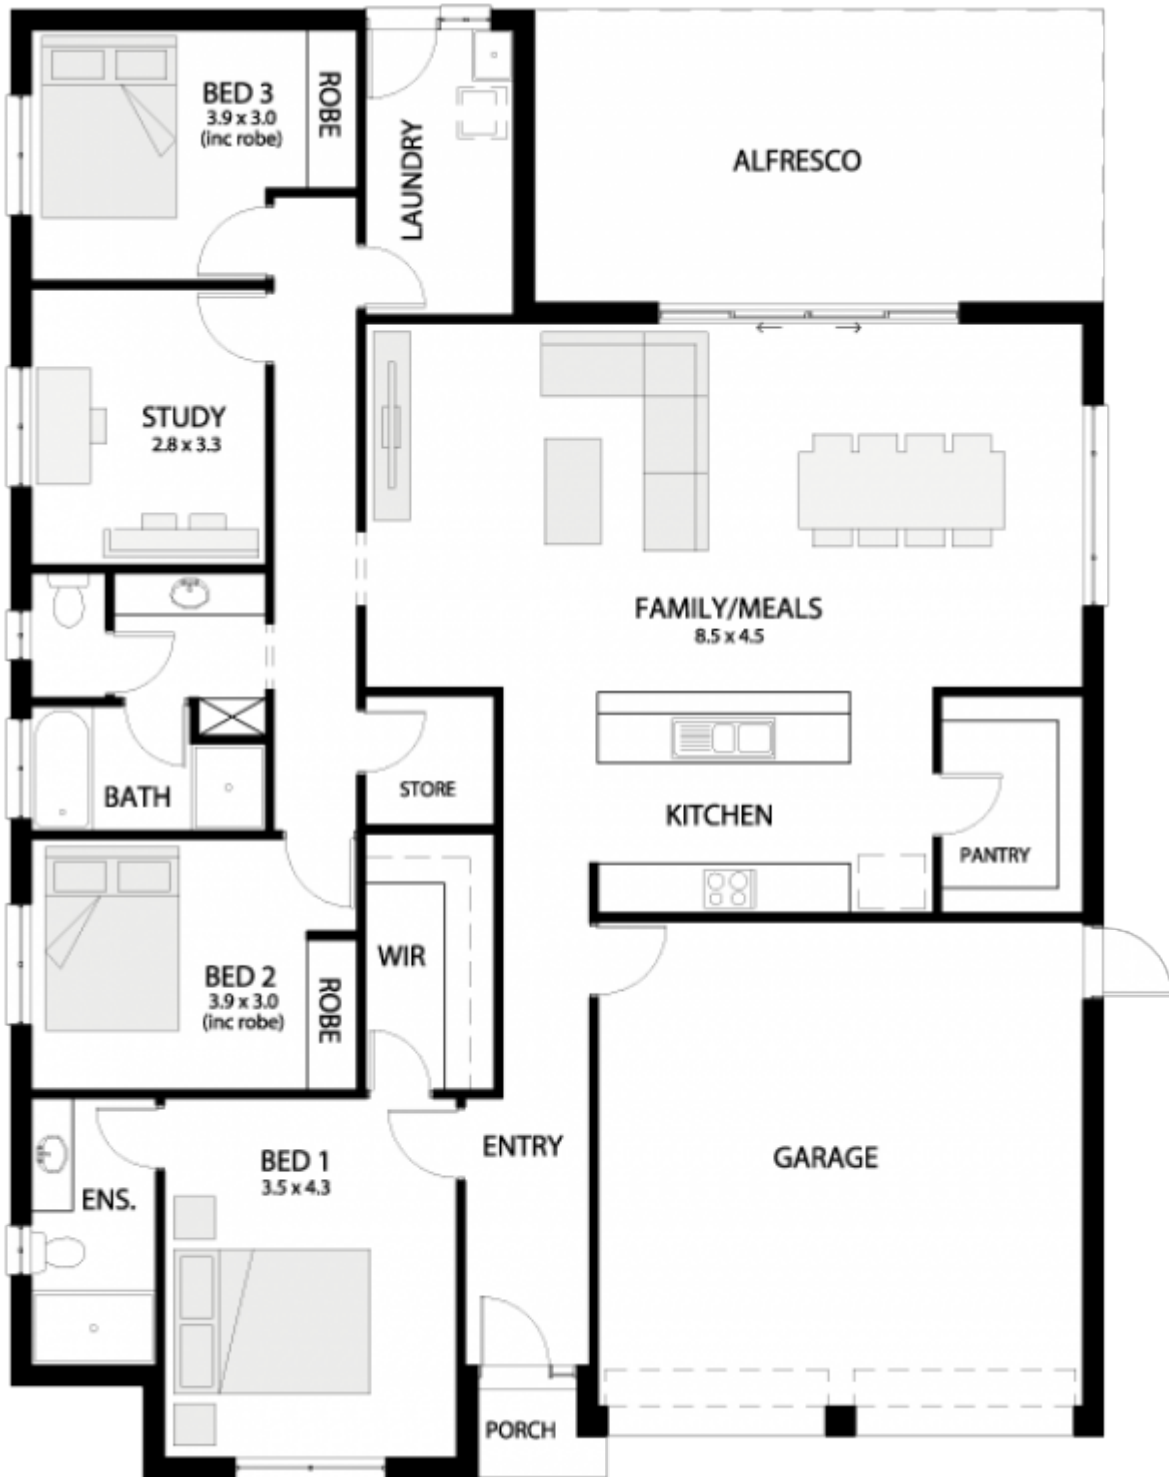 BED 3
3.9 x 3.0
(inc robe)
ROBE
LAUNDRY
ALFRESCO
STUDY
2.8 x 3.3
FAMILY/MEALS
8.5 x 4.5
BATH
STORE
KITCHEN
PANTRY
WIR
BED 2
3.9 x 3.0
(inc robe)
ROBE
ENTRY
BED 1
3.5 x 4.3
GARAGE
ENS.
PORCH